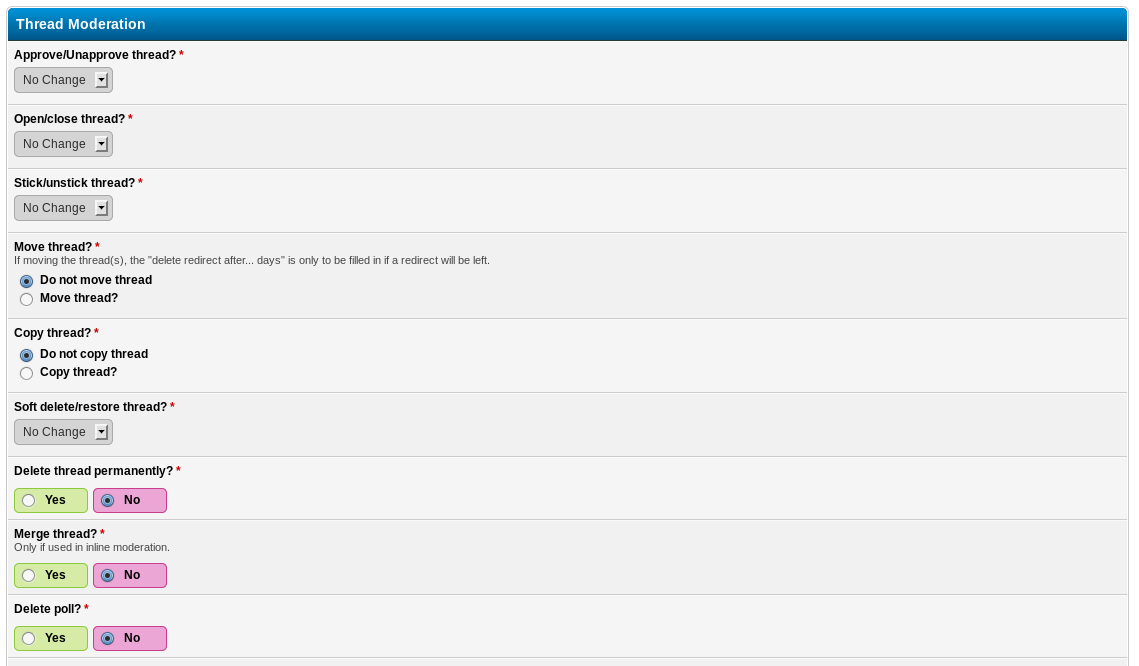 Thread Moderation
Approve/Unapprove thread? *
No Change
Open/close thread? *
No Change
Stick/unstick thread? *
No Change
Move thread? *
If moving the thread(s), the "delete redirect after... days" is only to be filled in if a redirect will be left.
Do not move thread
Move thread?
Copy thread? *
Do not copy thread
Copy thread?
Soft delete/restore thread? *
No Change
Delete thread permanently? *
Yes No
Merge thread? *
Only if used in inline moderation.
Yes No
Delete poll? *
Yes No